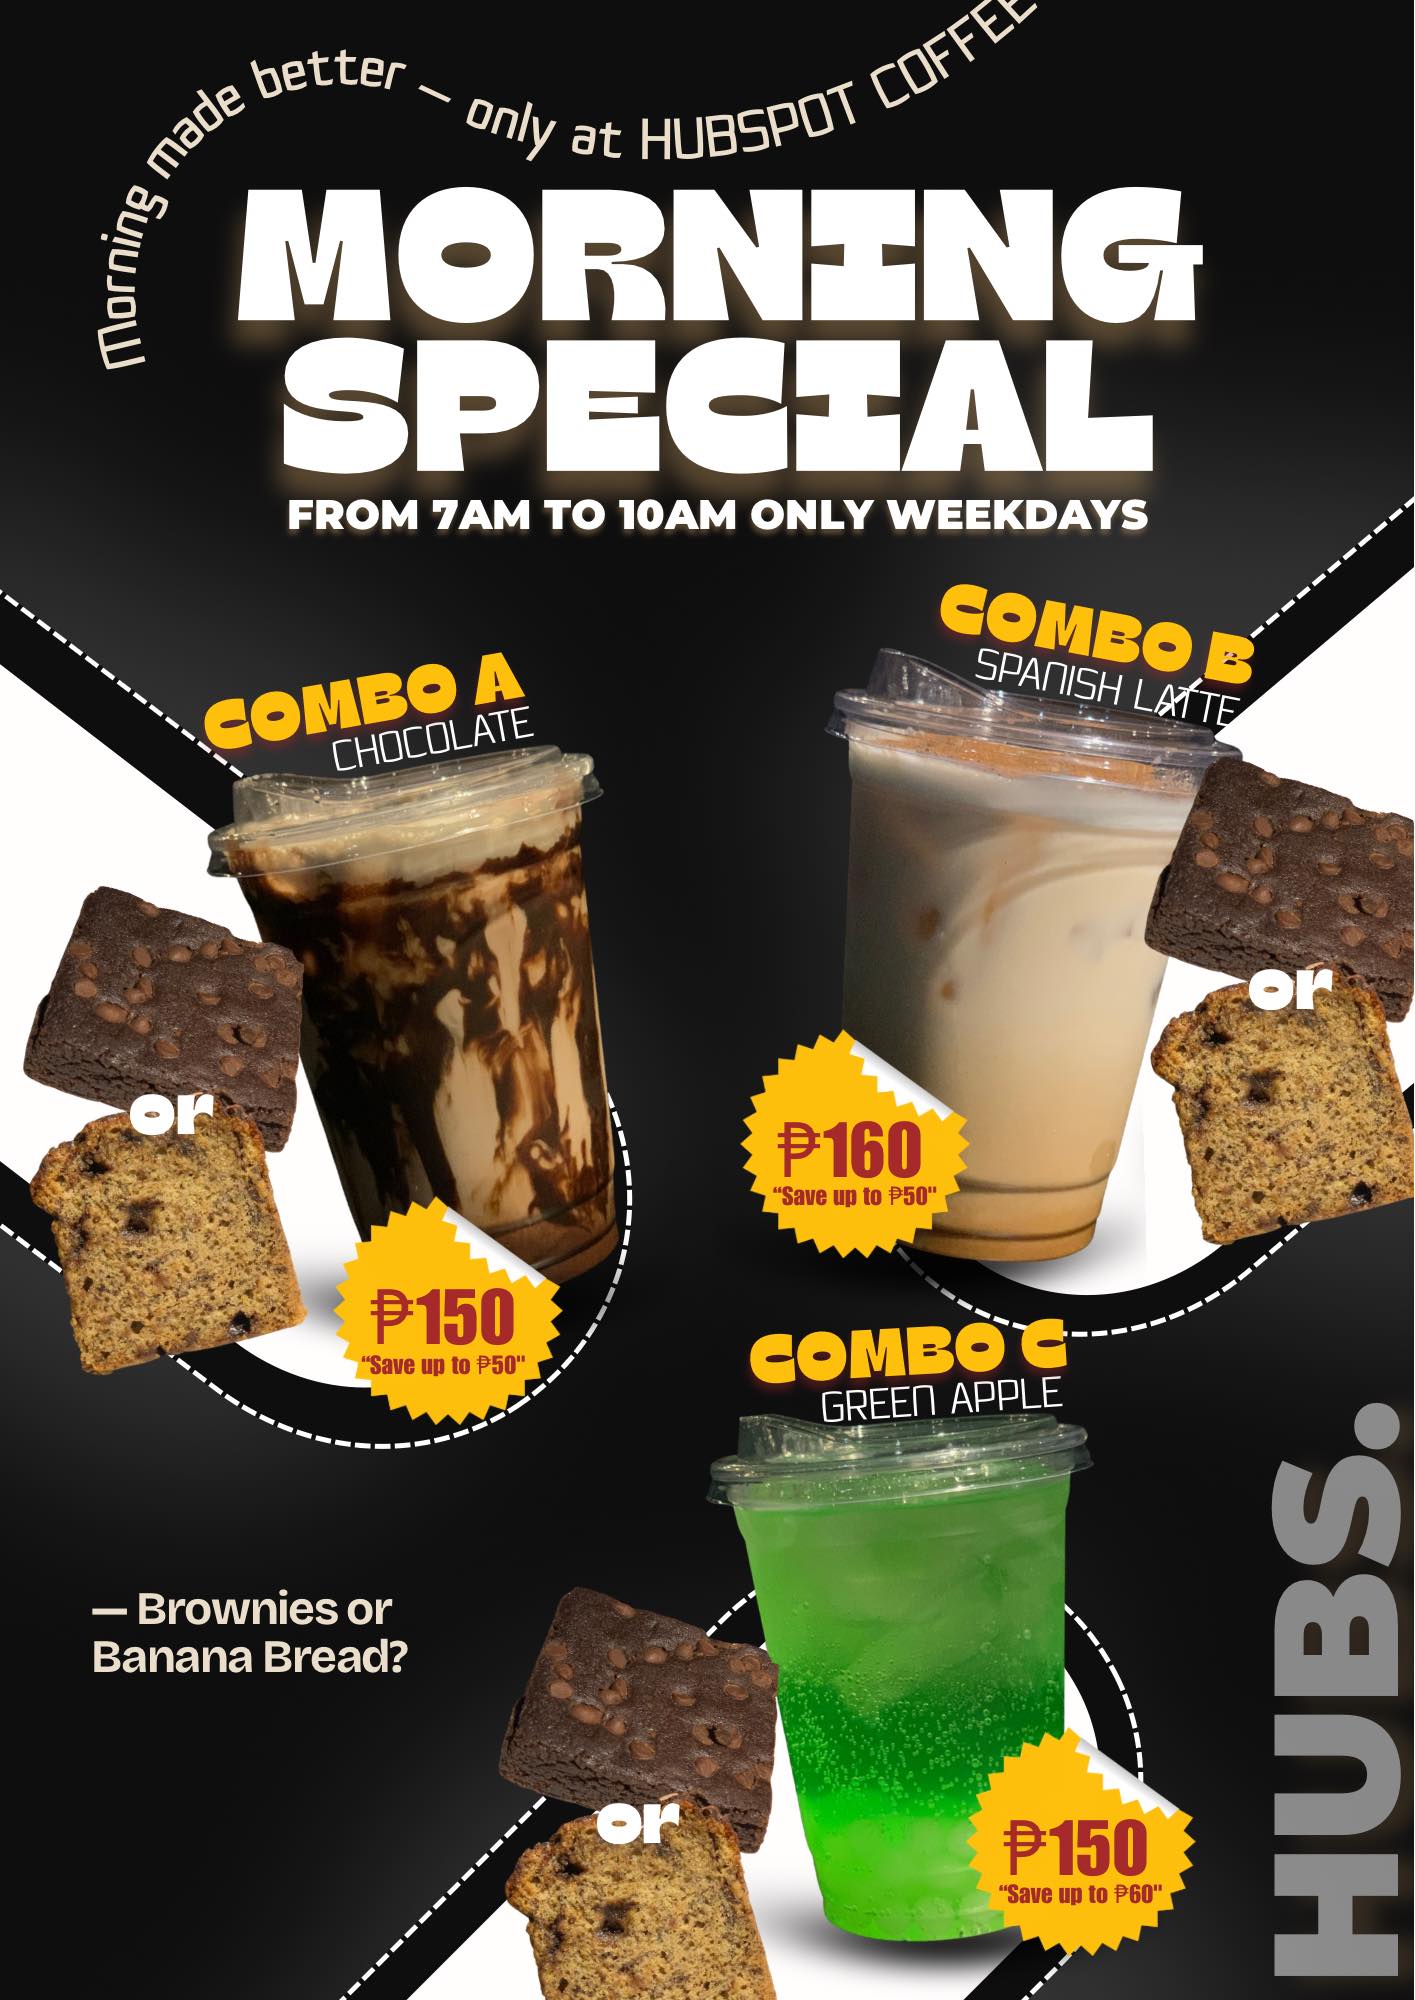 Morning made better — only at HUBSPOT COFFEE
MORNING
SPECIAL
FROM 7AM TO 10AM ONLY WEEKDAYS
COMBO A
CHOCOLATE
or
₱150
“Save up to ₱50"
COMBO B
SPANISH LATTE
or
₱160
“Save up to ₱50"
COMBO C
GREEN APPLE
or
₱150
“Save up to ₱60"
— Brownies or
Banana Bread?
HUBS.